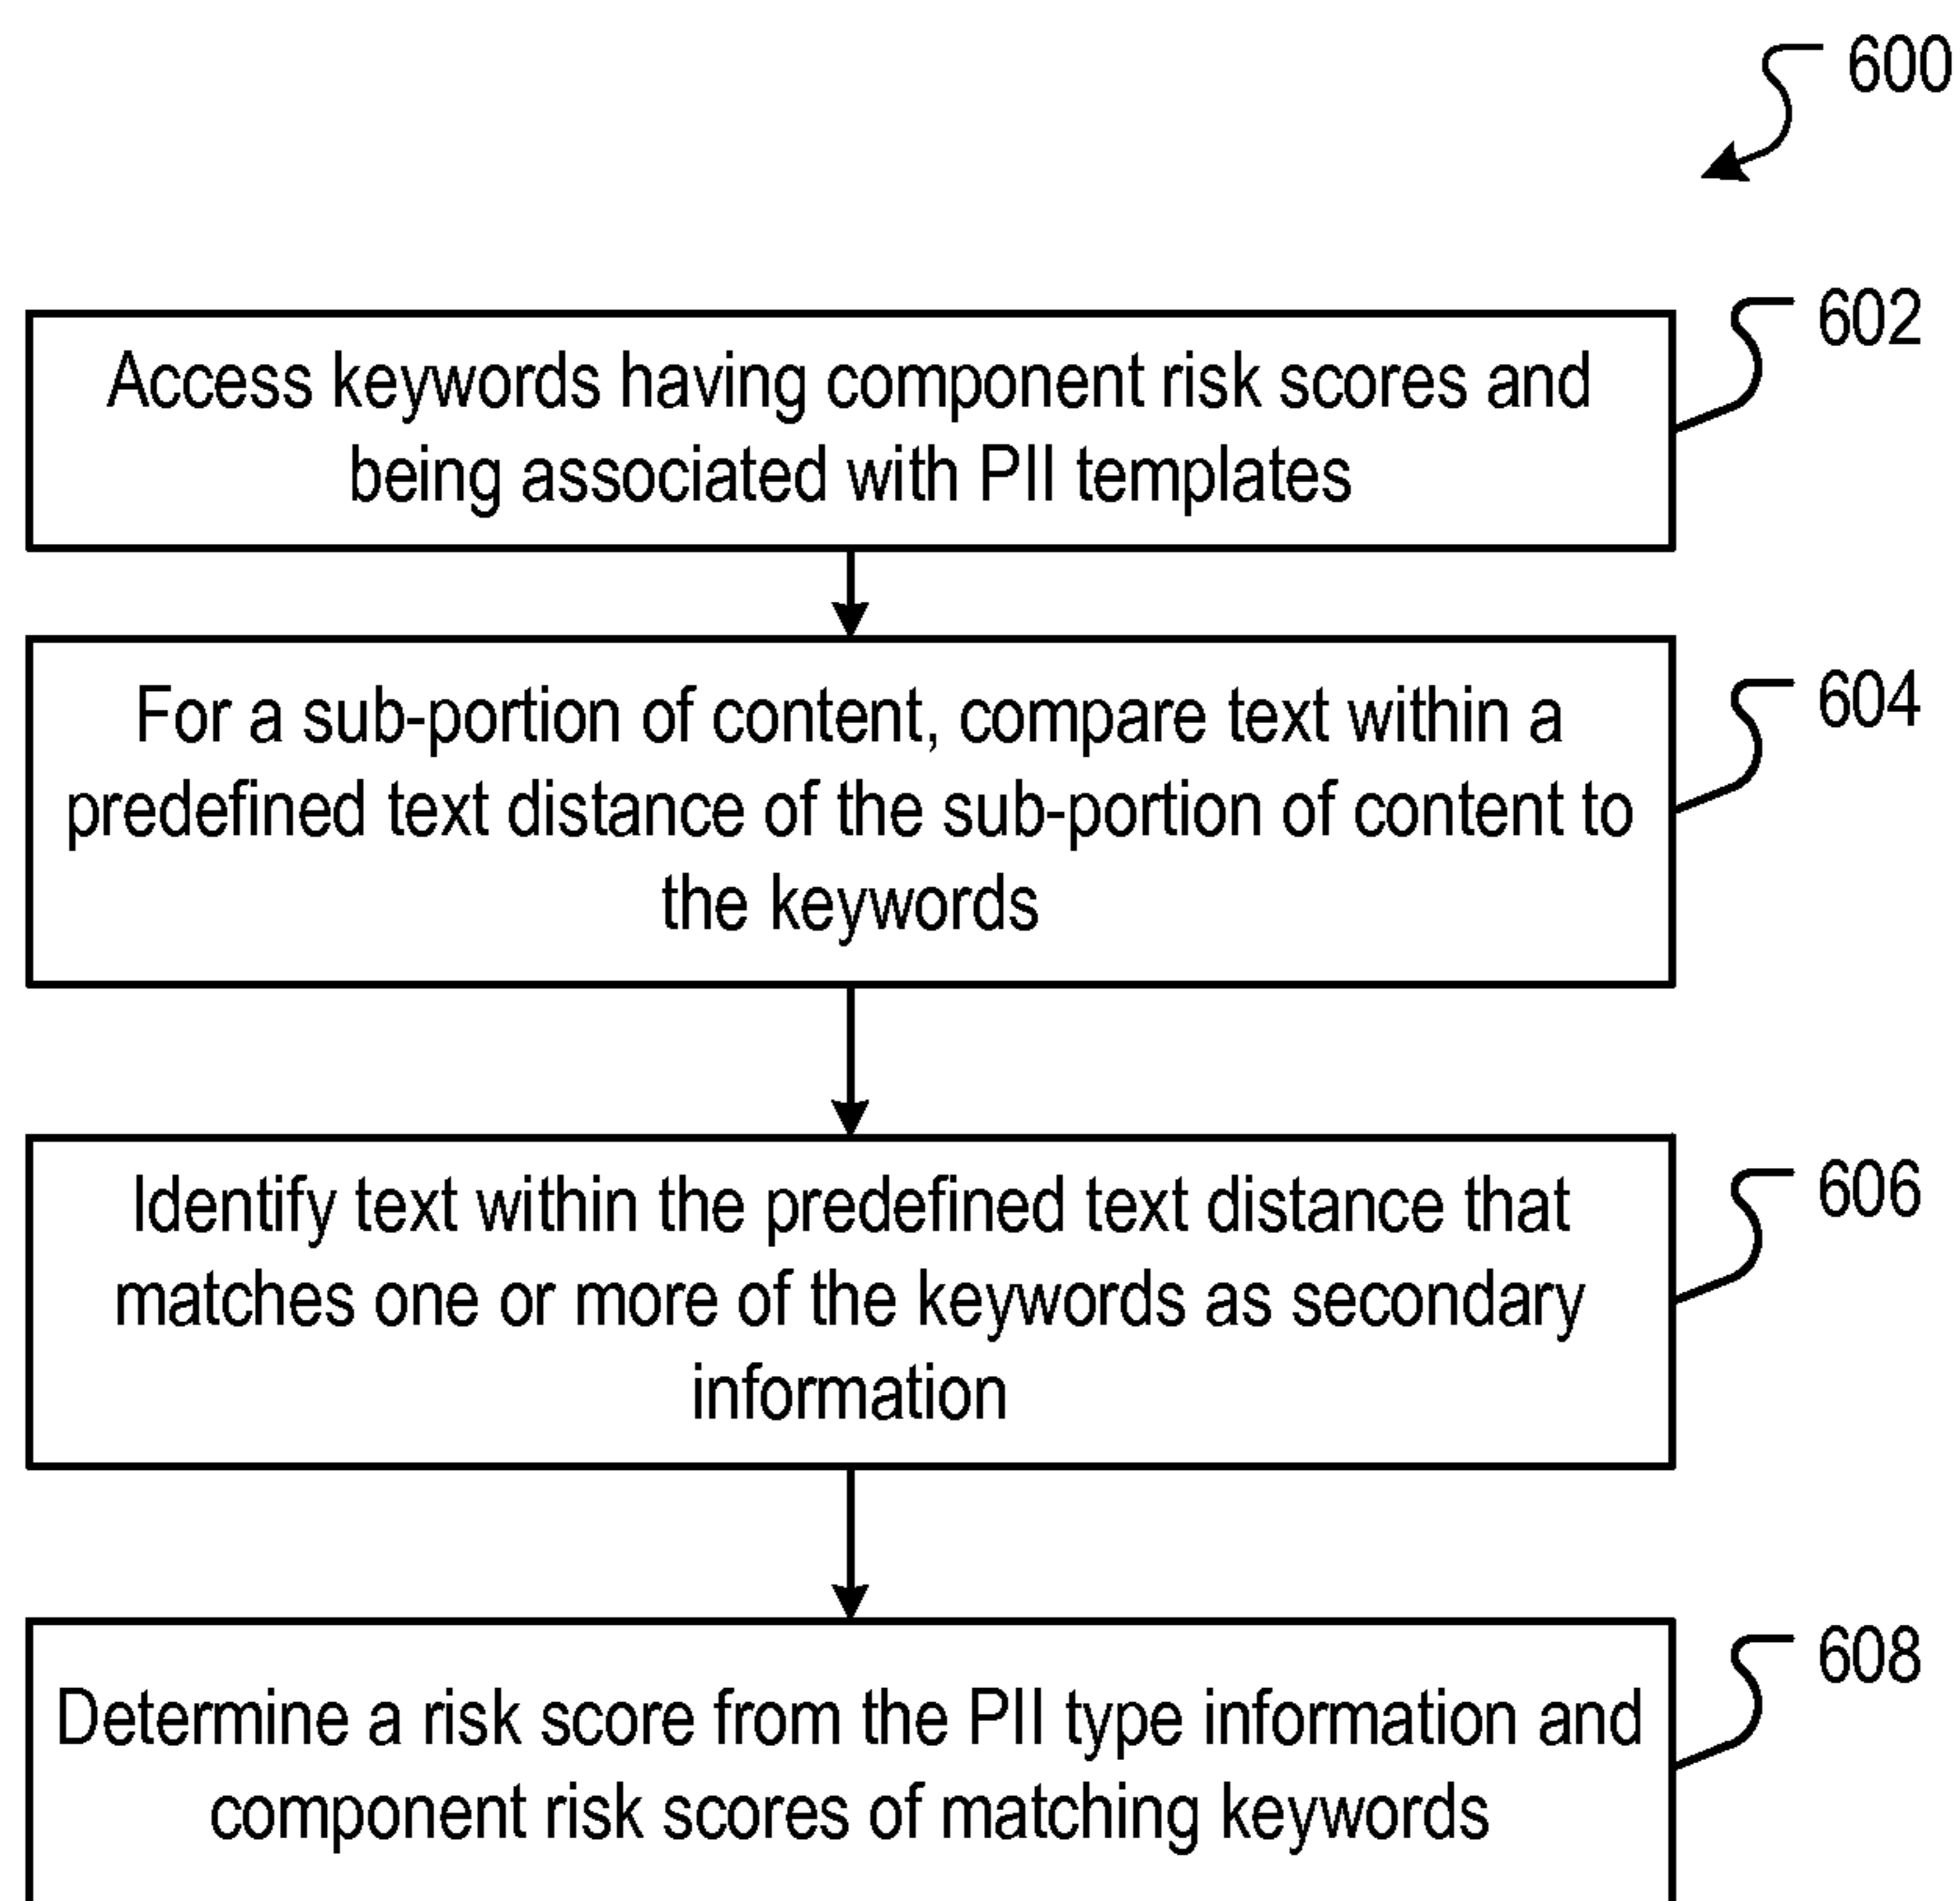 600
602
Access keywords having component risk scores and
being associated with PII templates
604
For a sub-portion of content, compare text within a
predefined text distance of the sub-portion of content to
the keywords
606
Identify text within the predefined text distance that
matches one or more of the keywords as secondary
information
608
Determine a risk score from the PII type information and
component risk scores of matching keywords